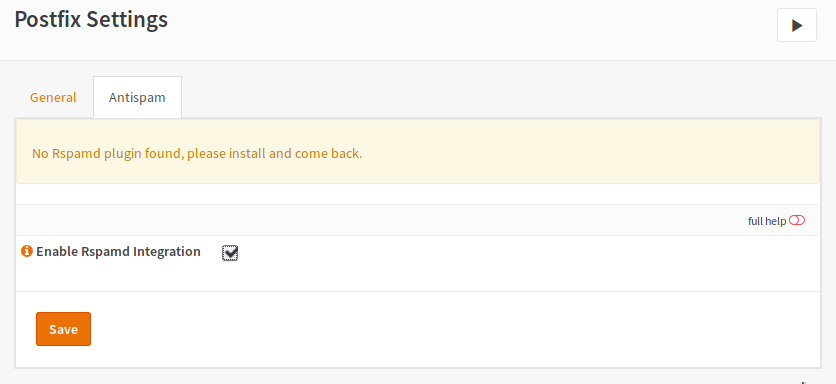 Postfix Settings
General
Antispam
No Rspamd plugin found, please install and come back.
full help
Enable Rspamd Integration
Save